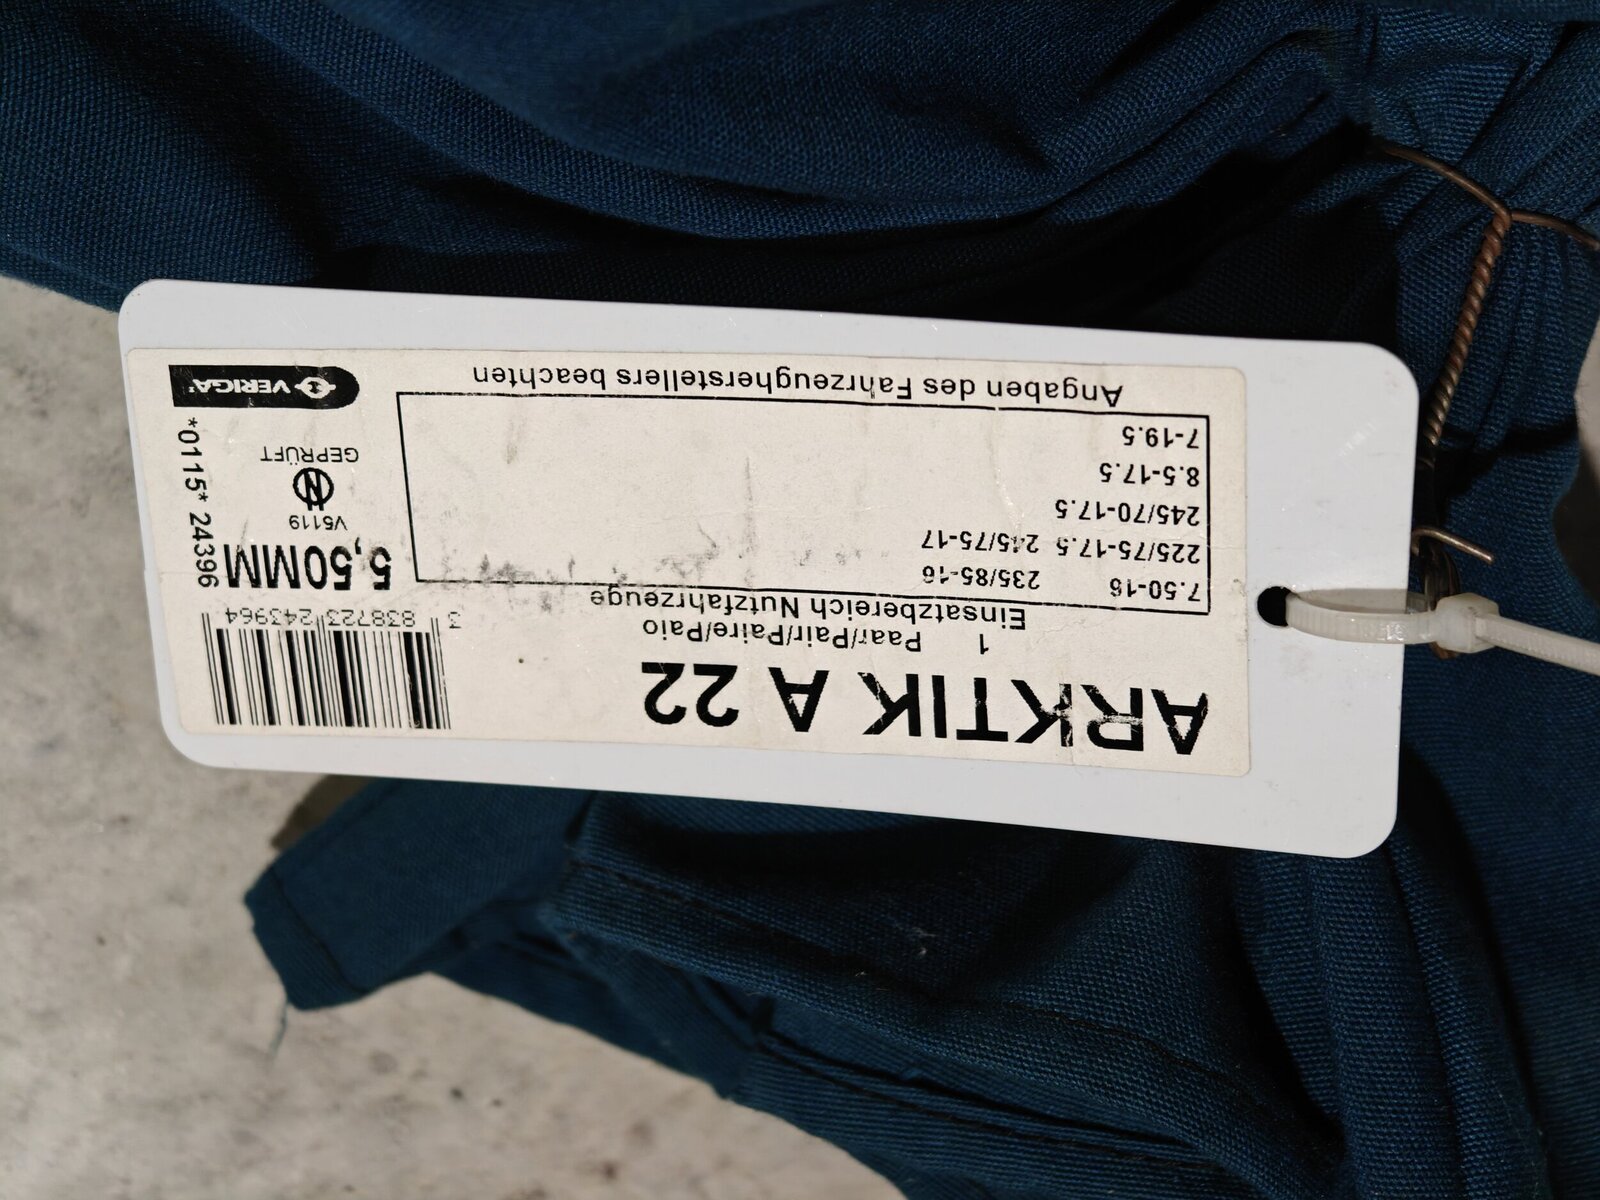 ARKTIK A 22
1 Paar/Pair/Paire/Paio
Einsatzbereich Nutzfahrzeuge
7.50-16 235/85-16
225/75-17.5 245/75-17
245/70-17.5
8.5-17.5
7-19.5
Angaben des Fahrzeugherstellers beachten
3 838723 243964
5,50MM
V5119
N
GEPRÜFT
*0115* 243964
VERIGA